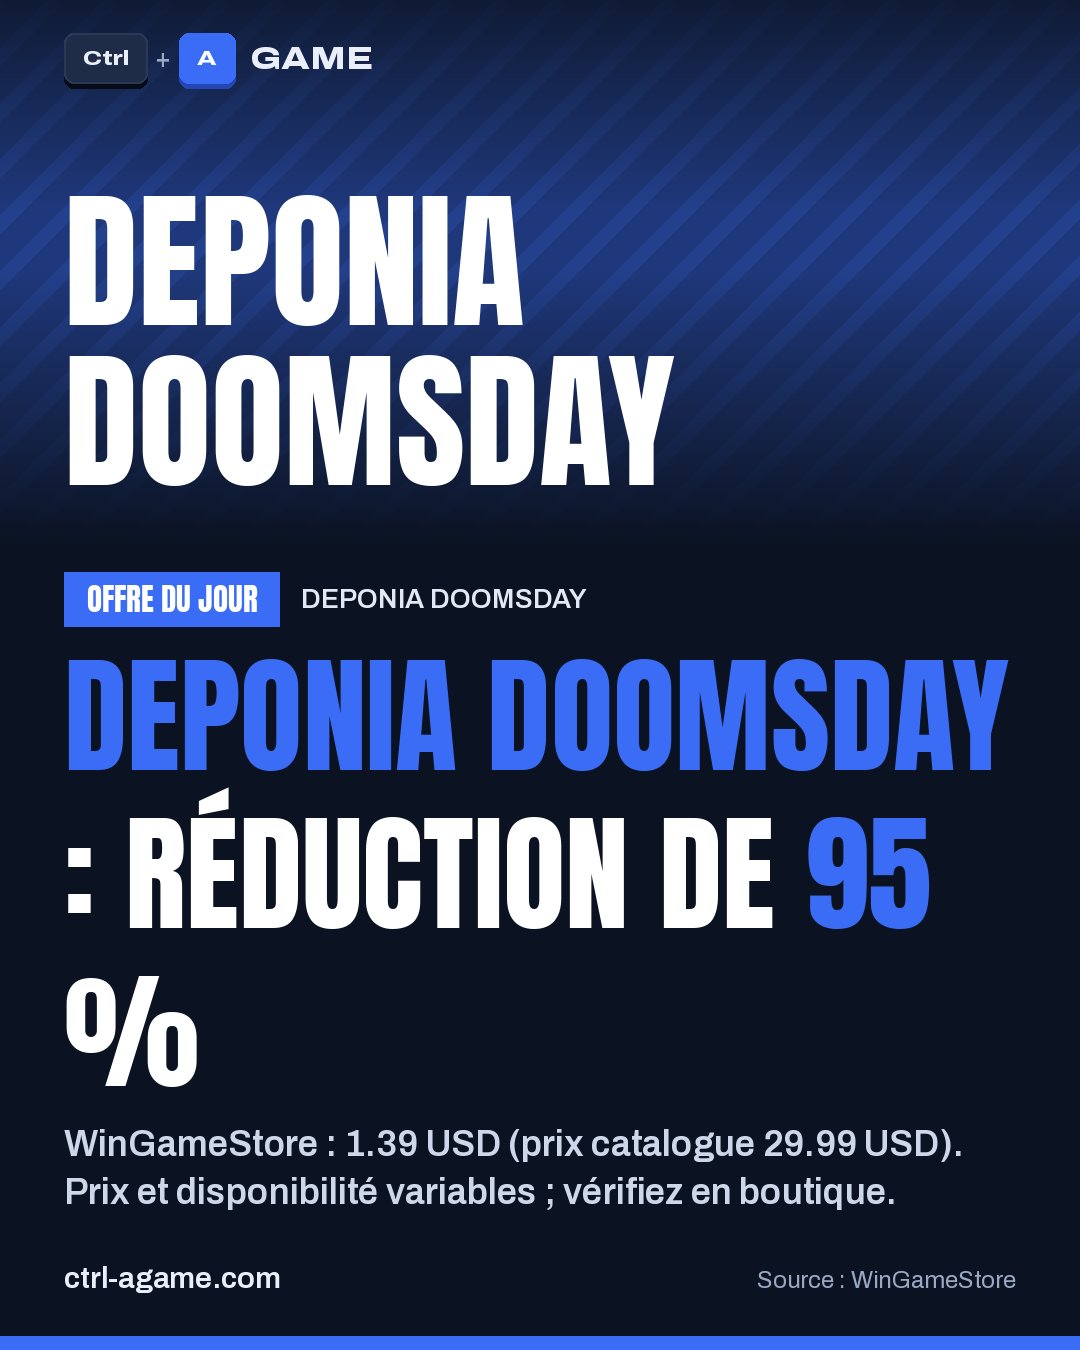 Ctrl + A GAME
DEPONIA
DOOMSDAY
OFFRE DU JOUR DEPONIA DOOMSDAY
DEPONIA DOOMSDAY
: RÉDUCTION DE 95
%
WinGameStore : 1.39 USD (prix catalogue 29.99 USD).
Prix et disponibilité variables ; vérifiez en boutique.
ctrl-agame.com Source : WinGameStore